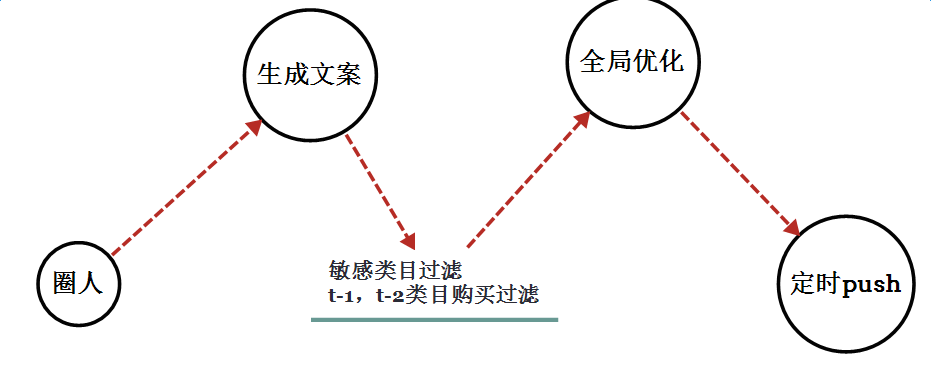 圈人
生成文案
敏感类目过滤
t-1，t-2类目购买过滤
全局优化
定时push